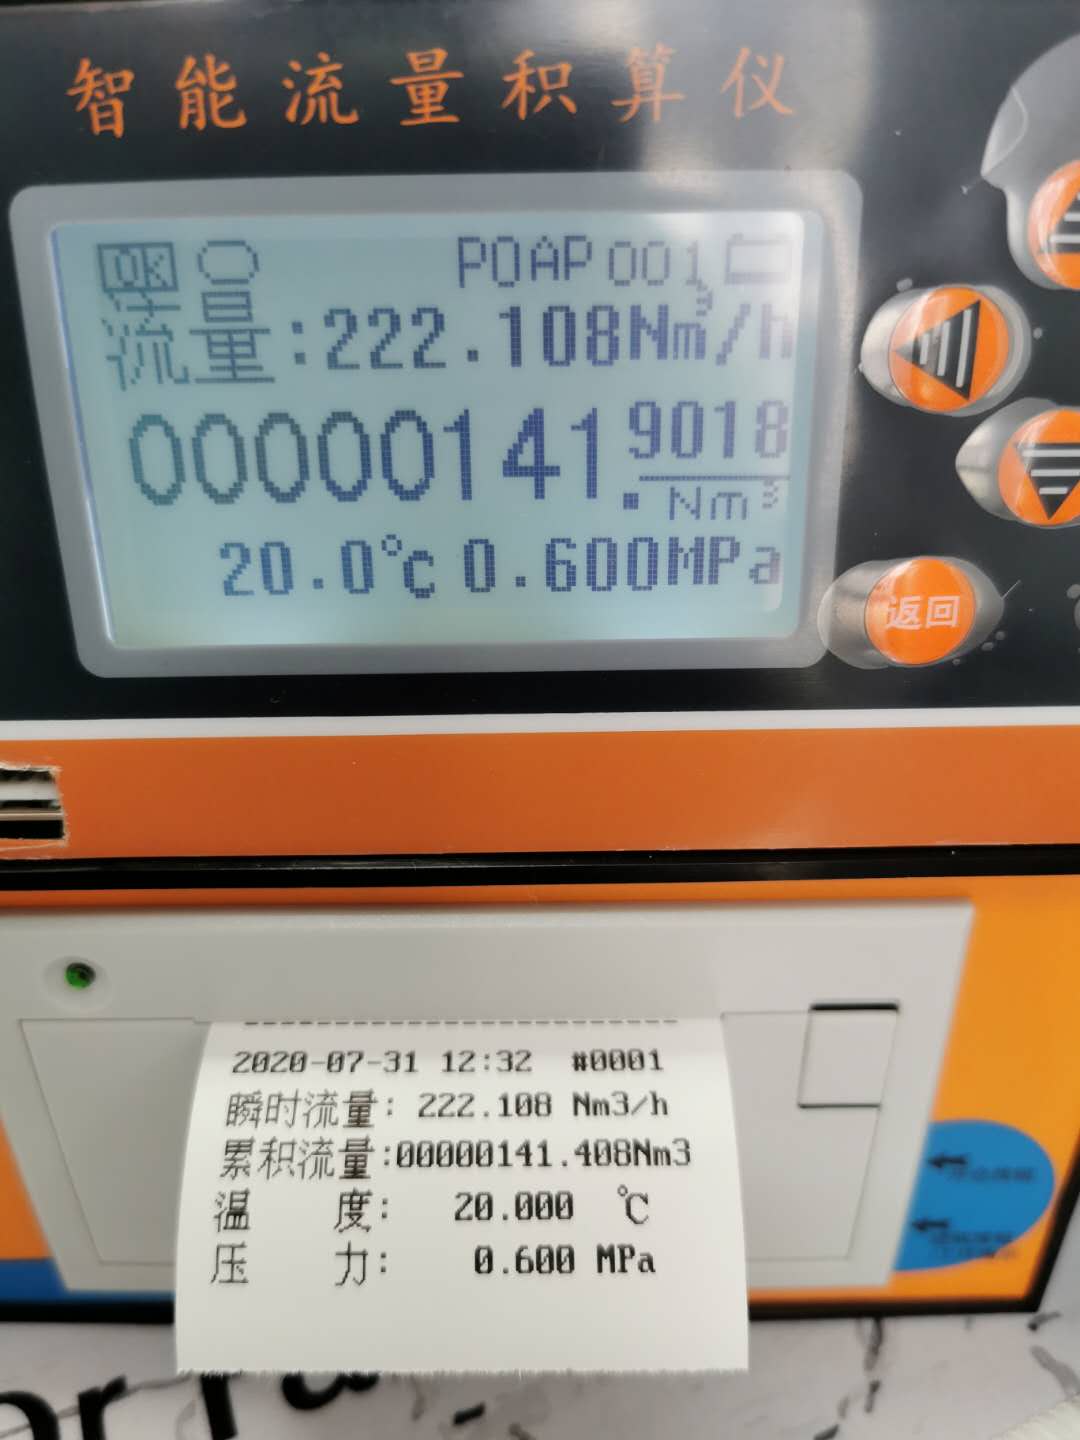 智能流量积算仪
OK POAP001
流量:222.108Nm³/h
00000141.9018
Nm³
20.0℃ 0.600MPa
返回
2020-07-31 12:32 #0001
瞬时流量: 222.108 Nm3/h
累积流量:00000141.408Nm3
温 度: 20.000 ℃
压 力: 0.600 MPa